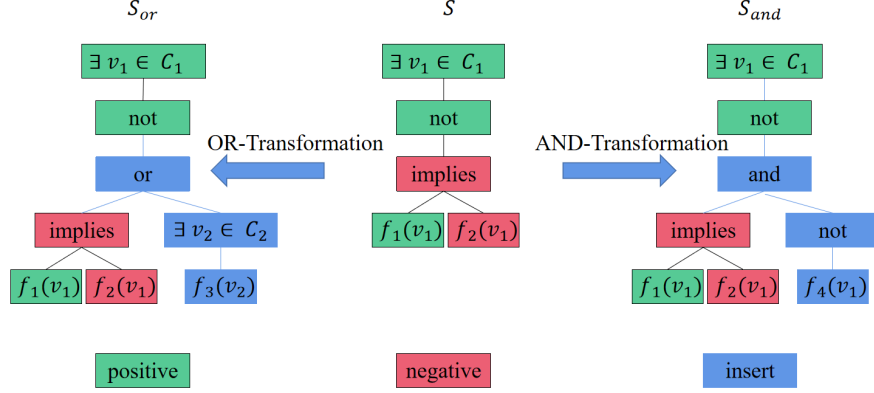 S_or S S_and
∃ v₁ ∈ C₁ ∃ v₁ ∈ C₁ ∃ v₁ ∈ C₁
not not not
OR-Transformation AND-Transformation
or implies and
implies ∃ v₂ ∈ C₂ f₁(v₁) f₂(v₁) implies not
f₁(v₁) f₂(v₁) f₃(v₂) f₁(v₁) f₂(v₁) f₄(v₁)
positive negative insert